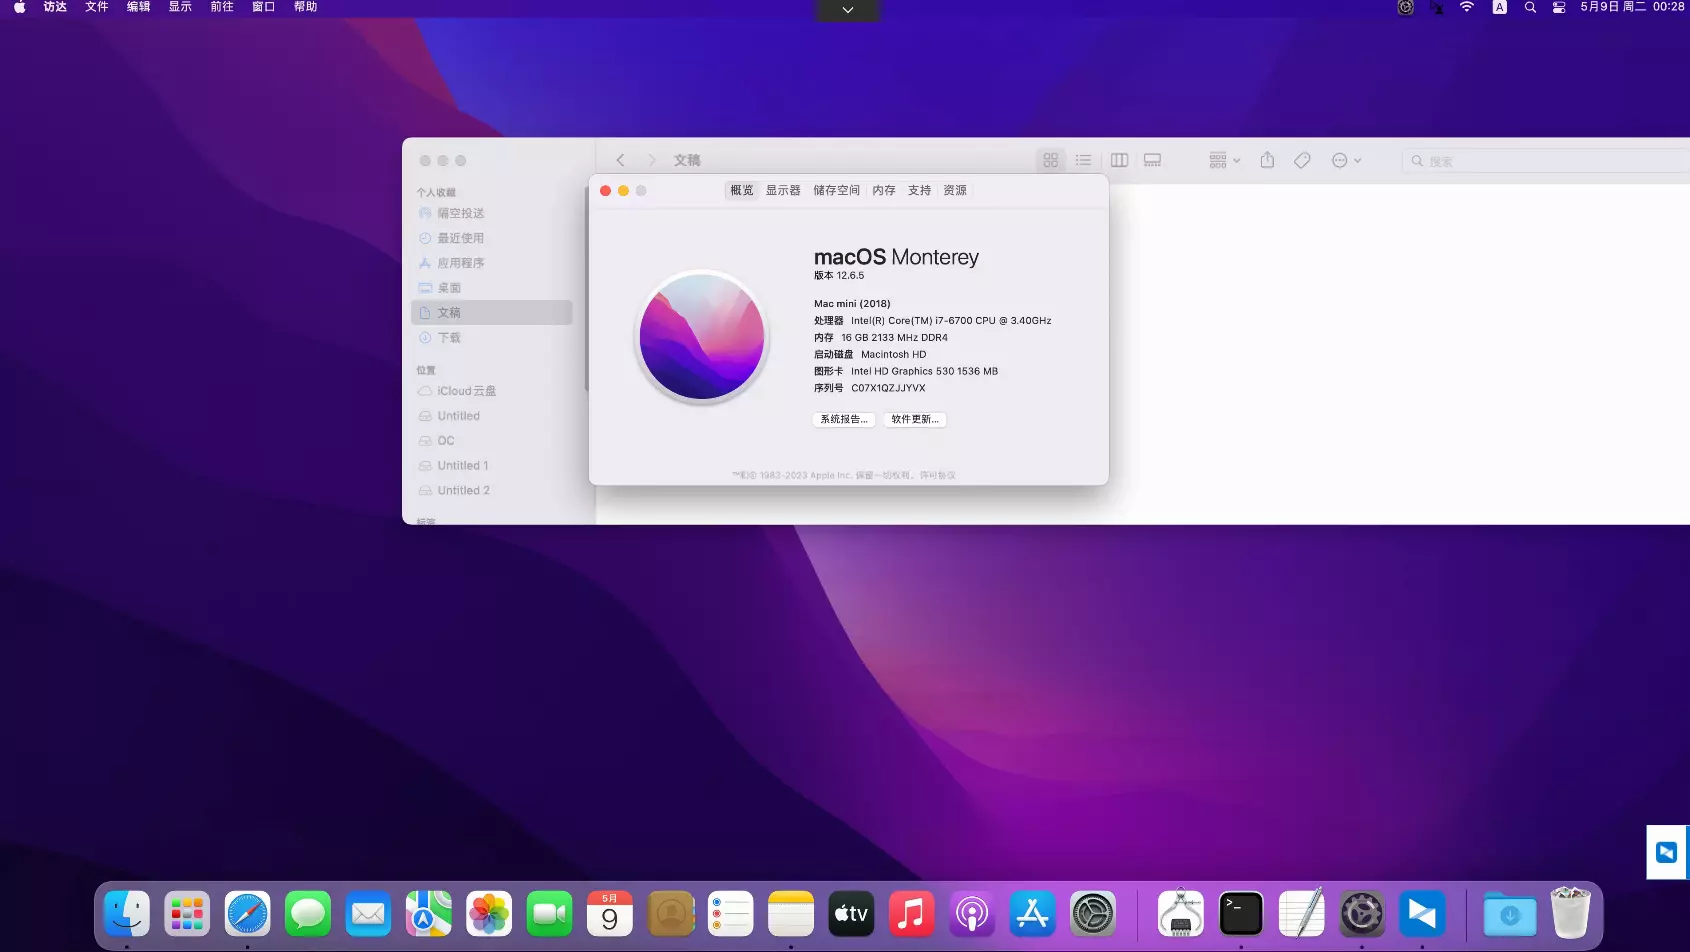 访达 文件 编辑 显示 前往 窗口 帮助
A 5月9日 周二 00:28
文稿
搜索
个人收藏
隔空投送
最近使用
应用程序
桌面
文稿
下载
位置
iCloud云盘
Untitled
OC
Untitled 1
Untitled 2
概览 显示器 储存空间 内存 支持 资源
macOS Monterey
版本 12.6.5
Mac mini (2018)
处理器 Intel(R) Core(TM) i7-6700 CPU @ 3.40GHz
内存 16 GB 2133 MHz DDR4
启动磁盘 Macintosh HD
图形卡 Intel HD Graphics 530 1536 MB
序列号 C07X1QZJJYVX
系统报告... 软件更新...
™和© 1983-2023 Apple Inc. 保留一切权利。许可协议
5月
9
tv
>_